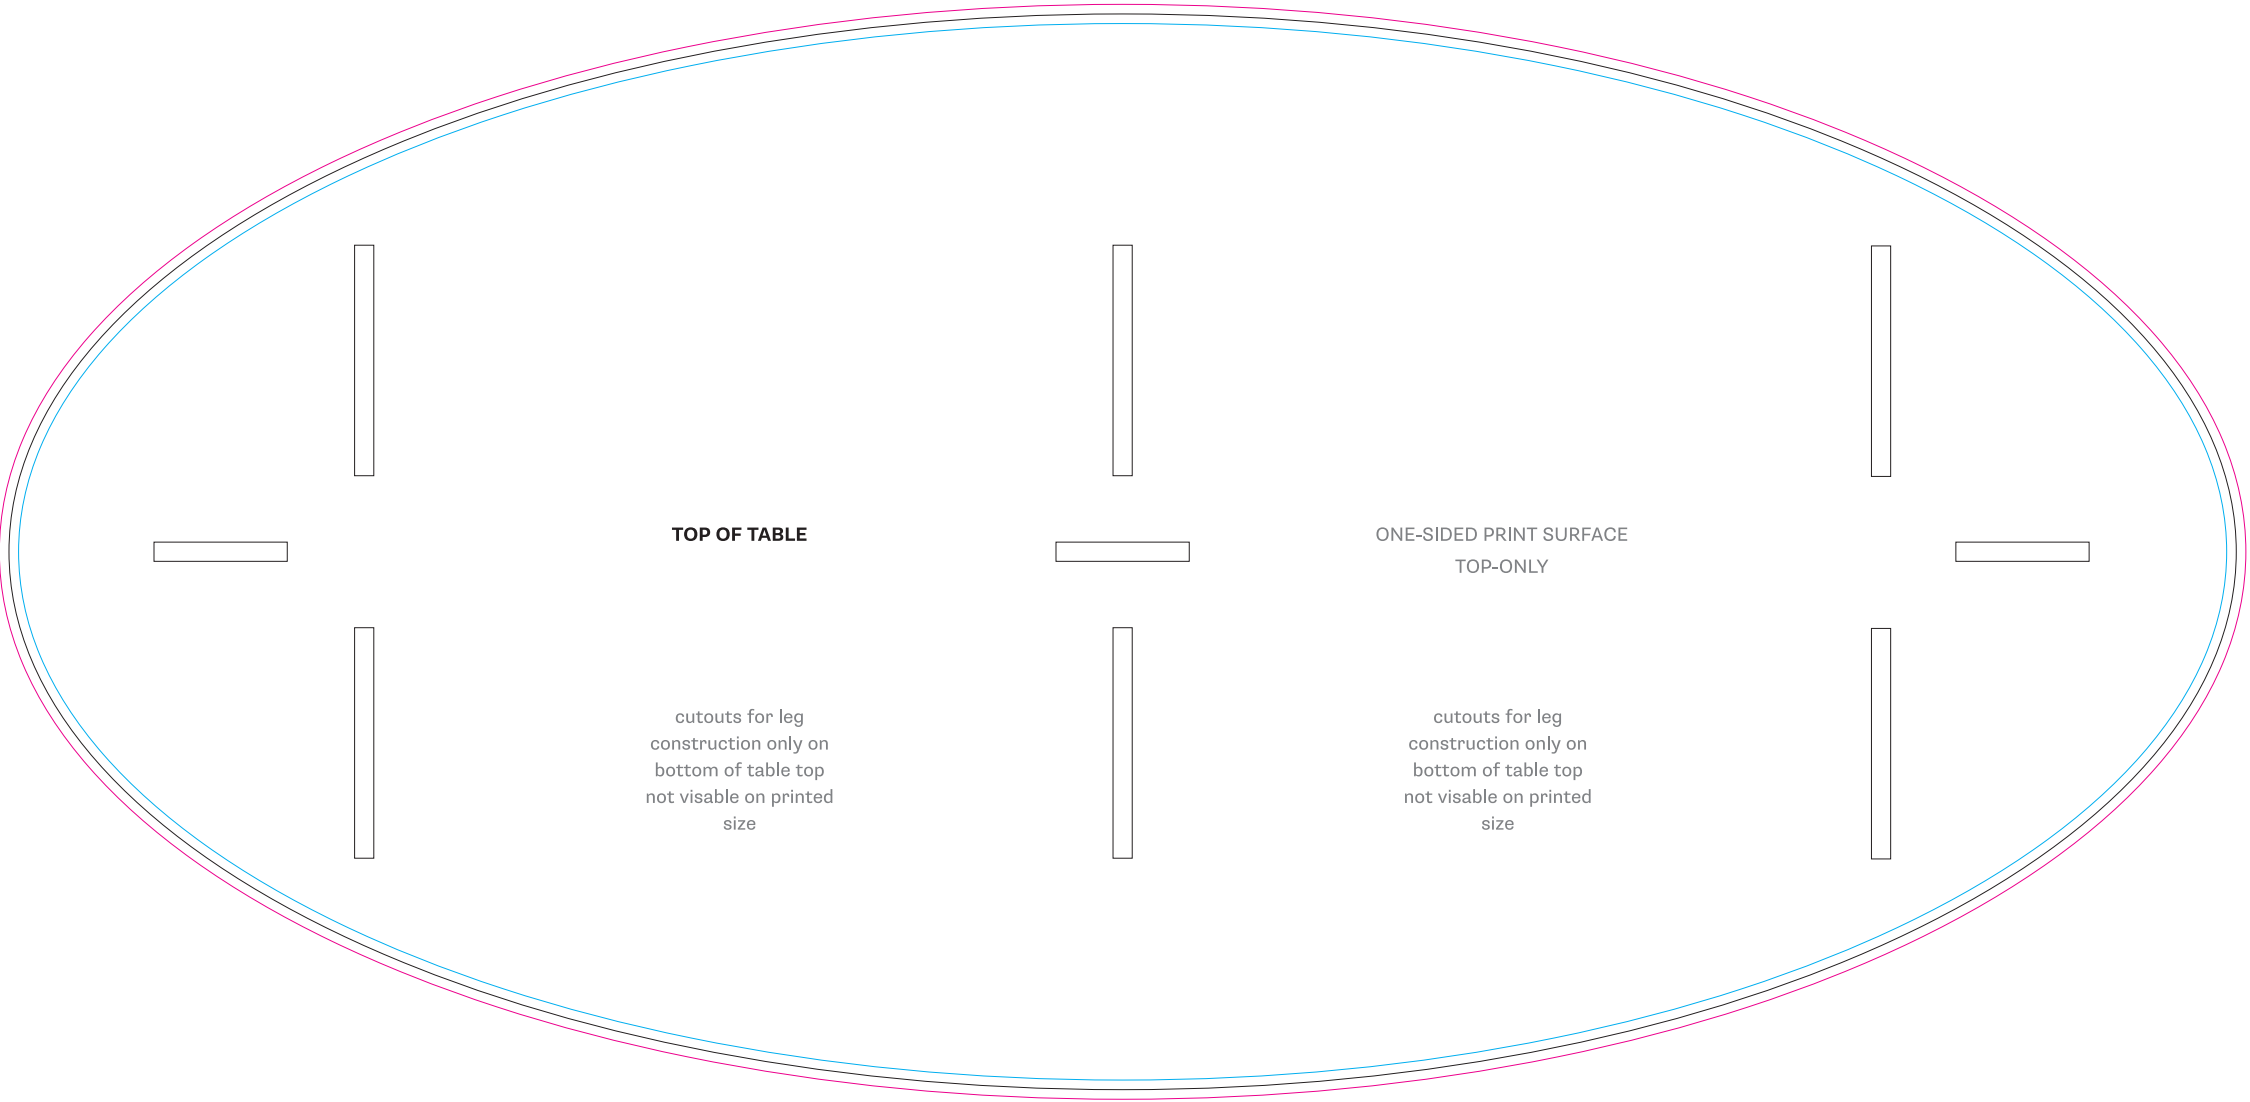 TOP OF TABLE
ONE-SIDED PRINT SURFACE
TOP-ONLY
cutouts for leg
construction only on
bottom of table top
not visable on printed
size
cutouts for leg
construction only on
bottom of table top
not visable on printed
size